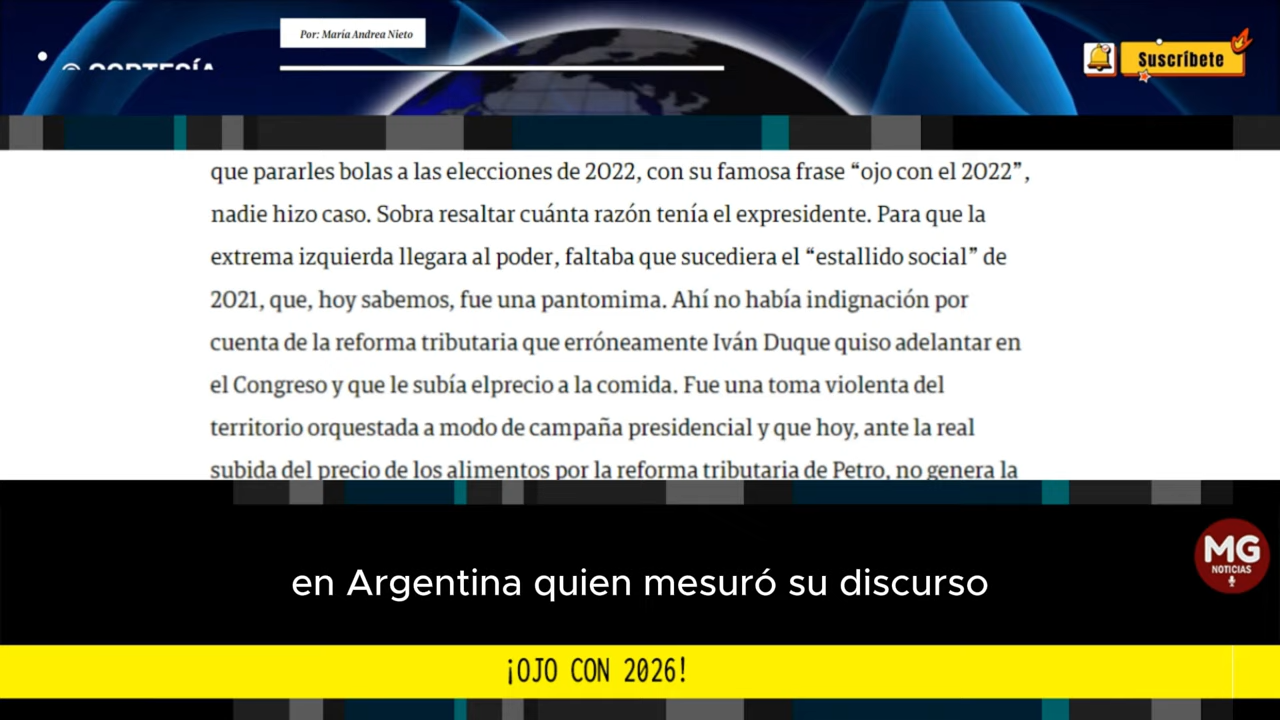 Por: María Andrea Nieto
Suscríbete
que pararles bolas a las elecciones de 2022, con su famosa frase “ojo con el 2022”,
nadie hizo caso. Sobra resaltar cuánta razón tenía el expresidente. Para que la
extrema izquierda llegara al poder, faltaba que sucediera el “estallido social” de
2021, que, hoy sabemos, fue una pantomima. Ahí no había indignación por
cuenta de la reforma tributaria que erróneamente Iván Duque quiso adelantar en
el Congreso y que le subía elprecio a la comida. Fue una toma violenta del
territorio orquestada a modo de campaña presidencial y que hoy, ante la real
subida del precio de los alimentos por la reforma tributaria de Petro, no genera la
MG
NOTICIAS
en Argentina quien mesuró su discurso
¡OJO CON 2026!